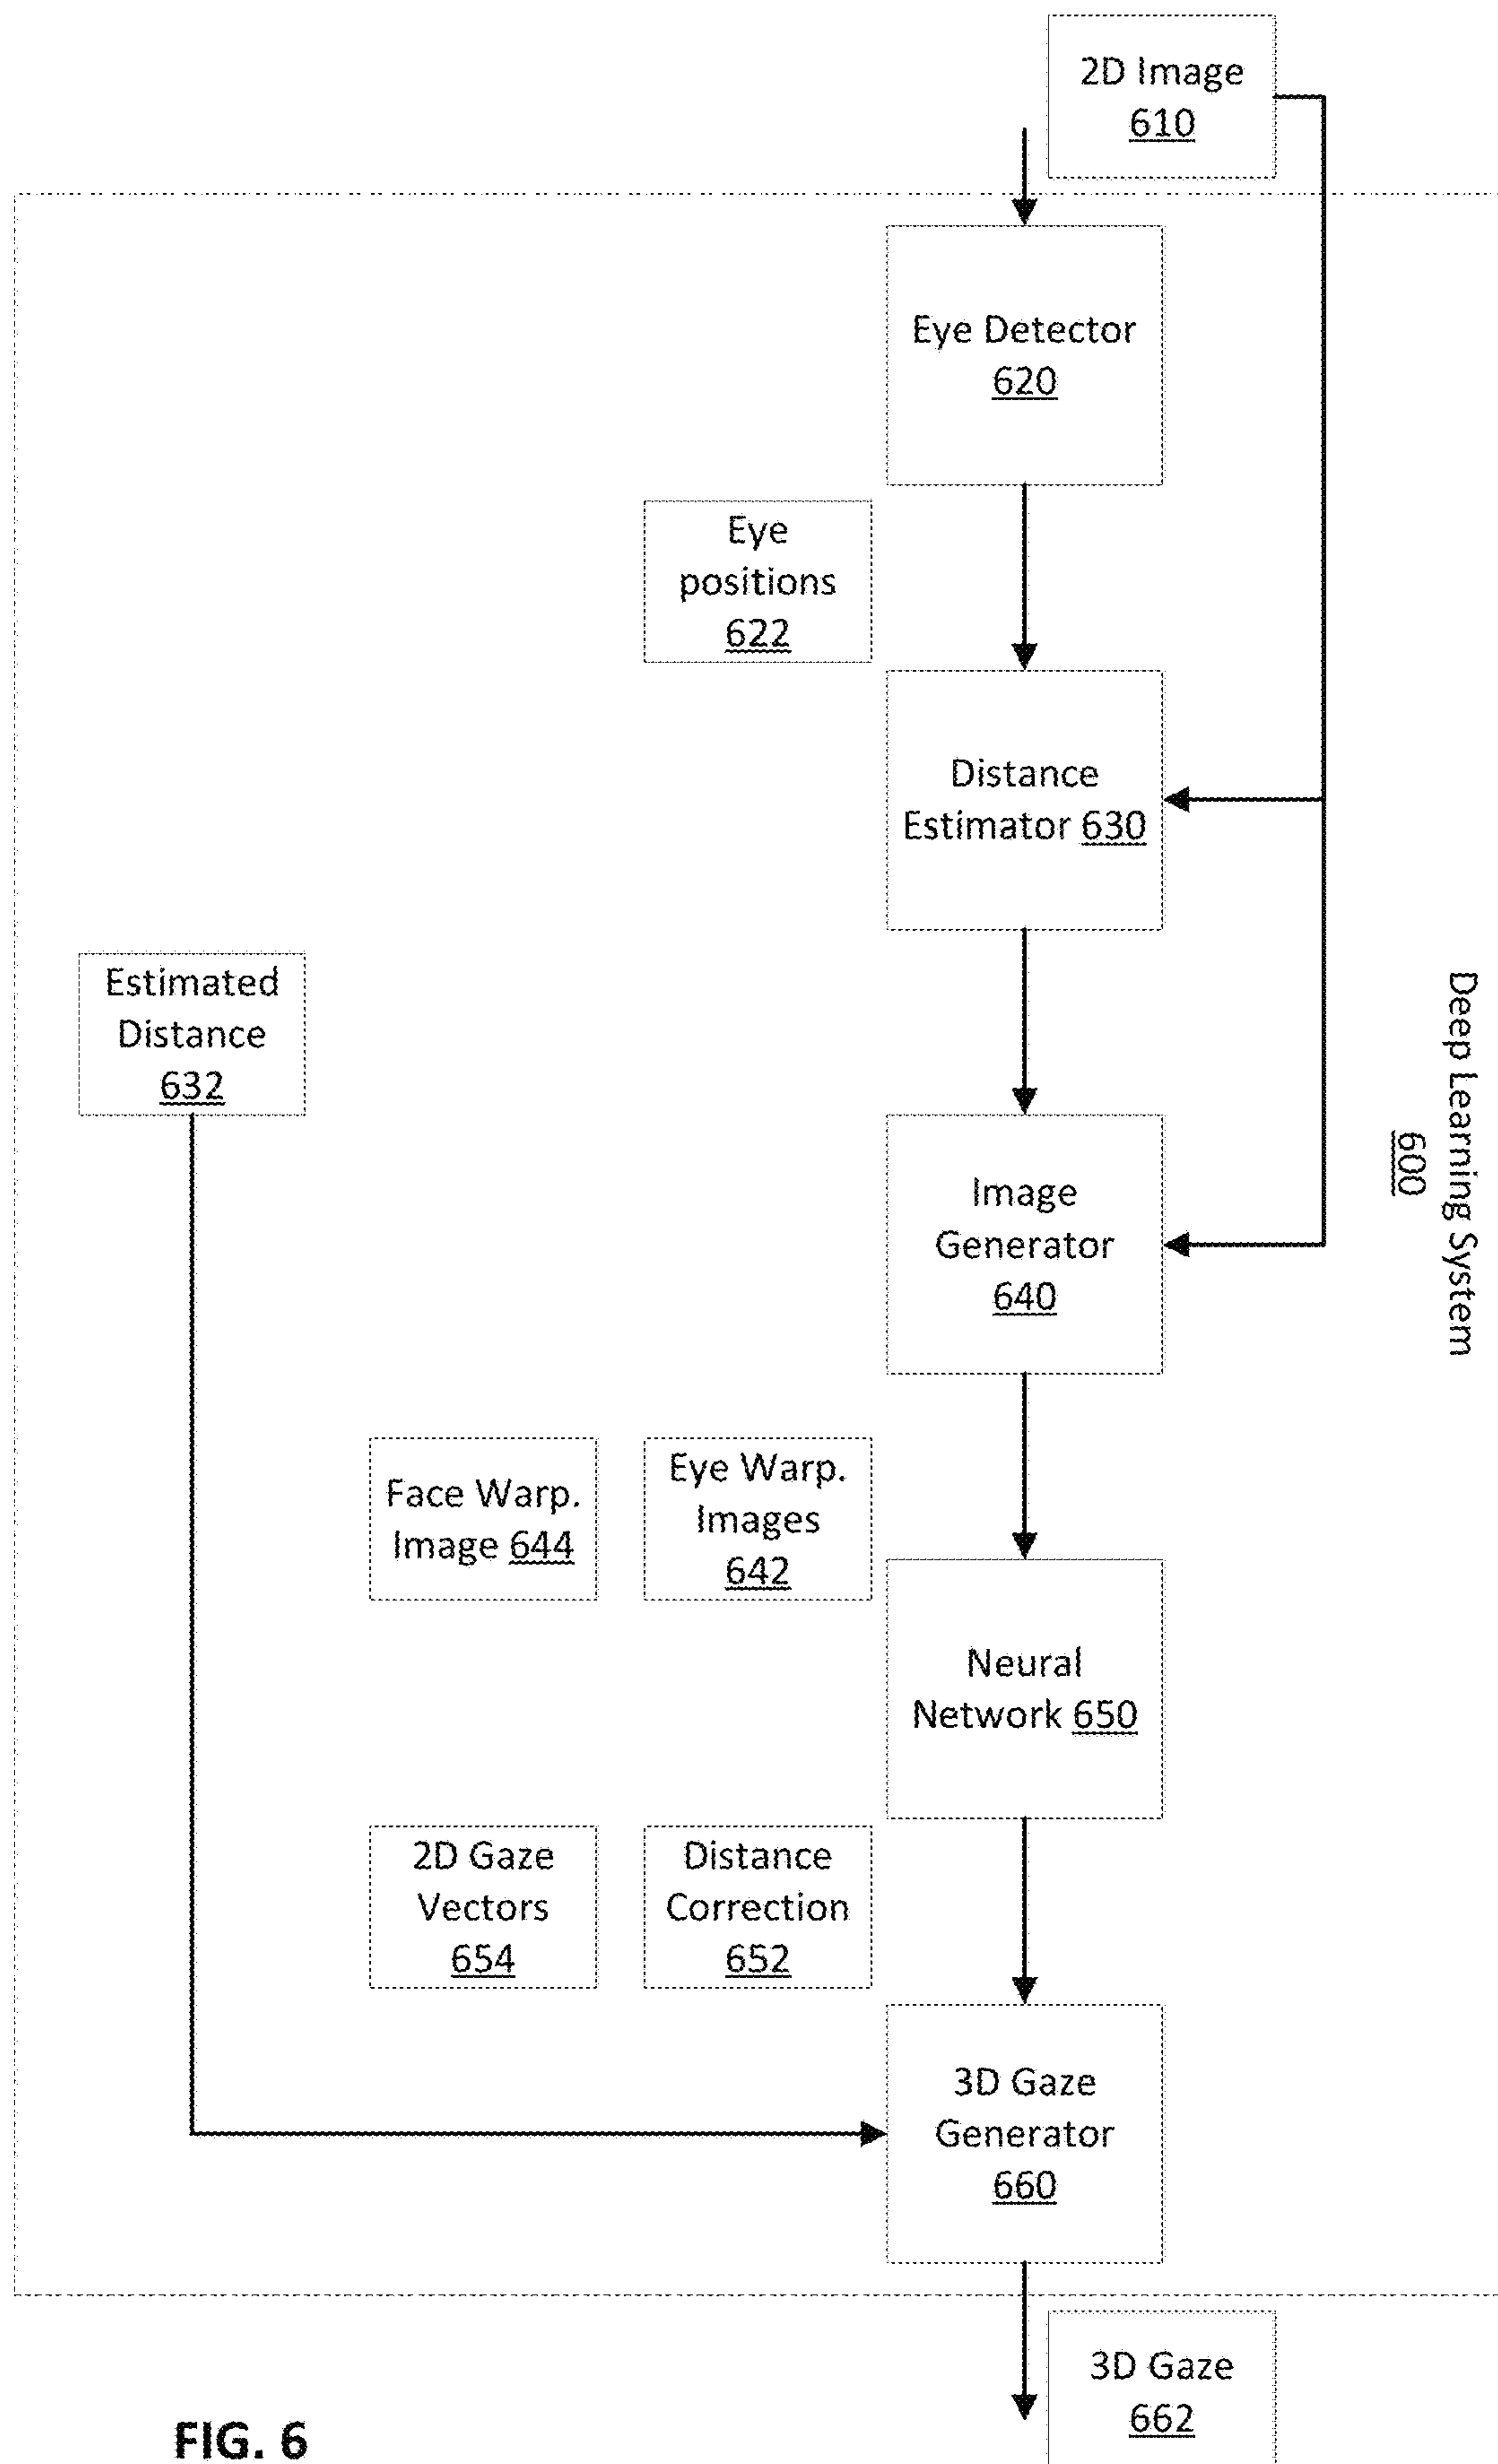 2D Image
610
Eye Detector
620
Eye
positions
622
Distance
Estimator 630
Estimated
Distance
632
Deep Learning System
600
Image
Generator
640
Face Warp.
Image 644
Eye Warp.
Images
642
Neural
Network 650
2D Gaze
Vectors
654
Distance
Correction
652
3D Gaze
Generator
660
3D Gaze
662
FIG. 6